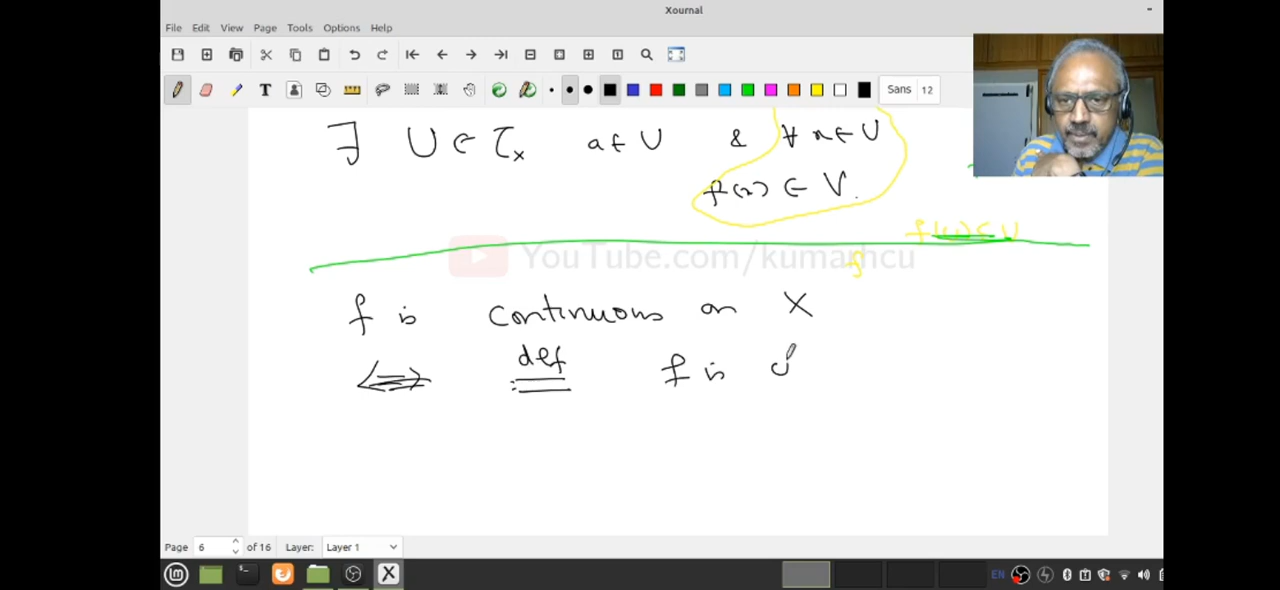 Xournal
File Edit View Page Tools Options Help
Sans 12
∃ U ∈ τx a ∈ U & ∀ x ∈ U
f(x) ∈ V.
YouTube.com/kumarhcu
f is continuous on X
⟺ def f is
Page 6 of 16 Layer: Layer 1
EN